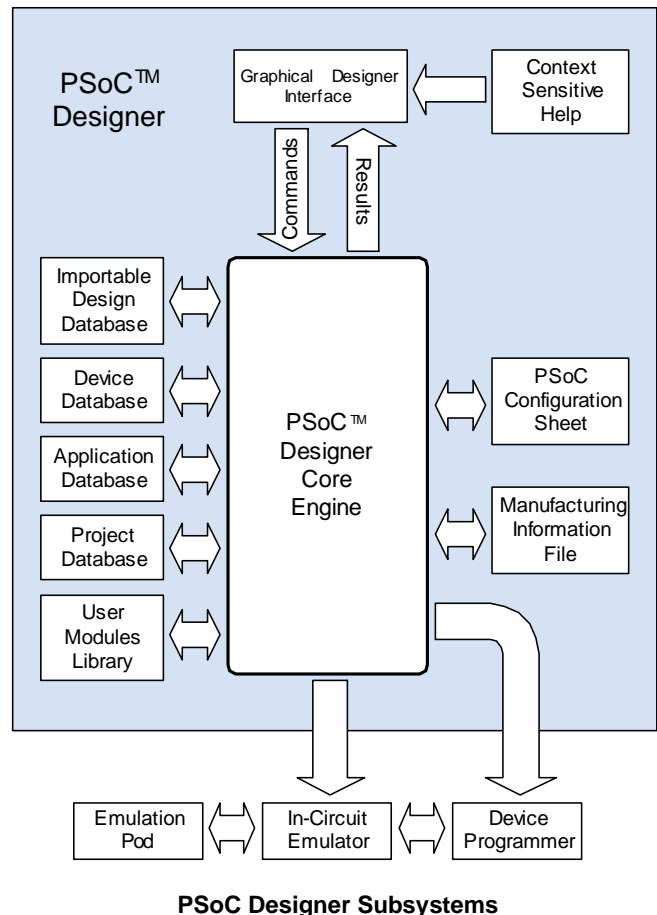 PSoC™
Designer
Graphical Designer
Interface
Context
Sensitive
Help
Commands
Results
Importable
Design
Database
Device
Database
Application
Database
Project
Database
User
Modules
Library
PSoC™
Designer
Core
Engine
PSoC
Configuration
Sheet
Manufacturing
Information
File
Emulation
Pod
In-Circuit
Emulator
Device
Programmer
PSoC Designer Subsystems